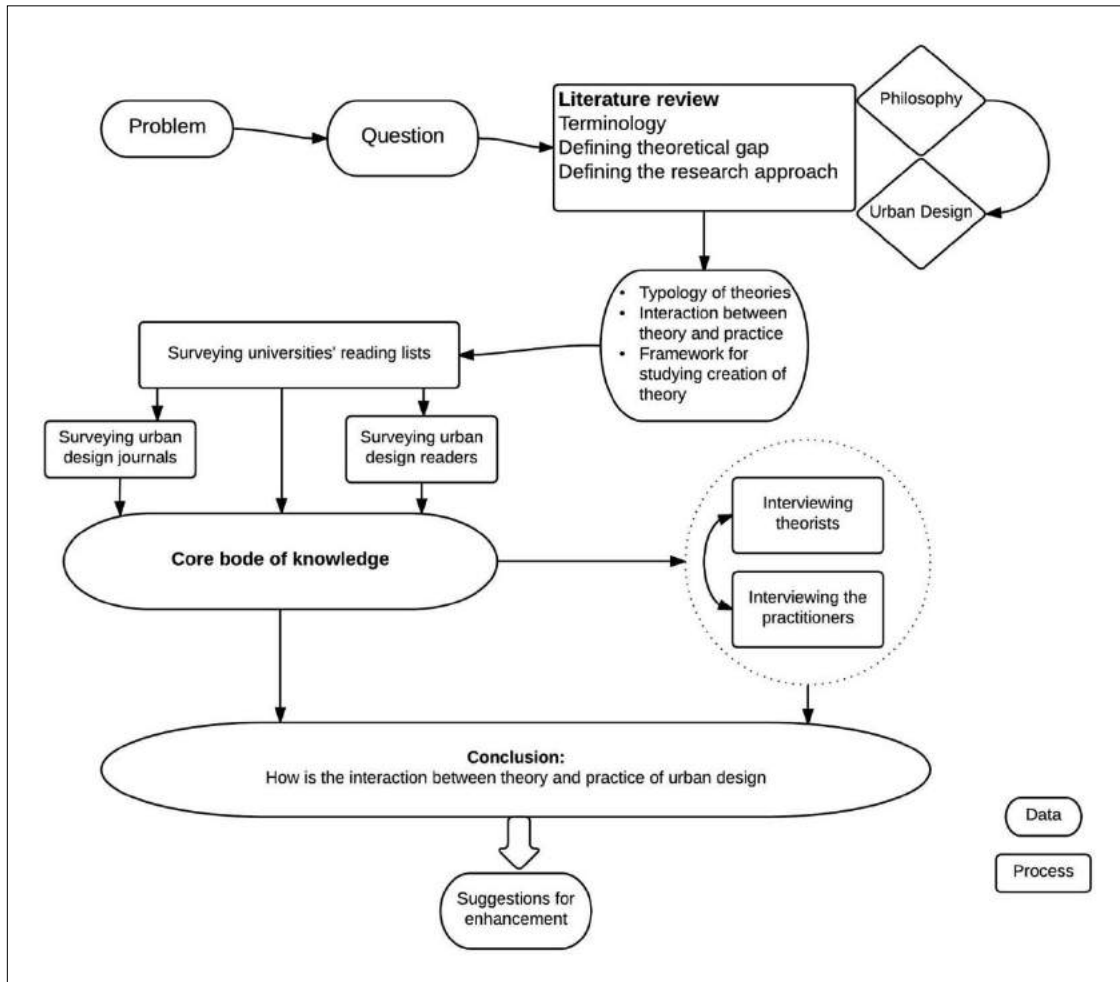 Problem
Question
Literature review
Terminology
Defining theoretical gap
Defining the research approach
Philosophy
Urban Design
• Typology of theories
• Interaction between
theory and practice
• Framework for
studying creation of
theory
Surveying universities' reading lists
Surveying urban
design journals
Surveying urban
design readers
Core bode of knowledge
Interviewing
theorists
Interviewing the
practitioners
Conclusion:
How is the interaction between theory and practice of urban design
Data
Process
Suggestions for
enhancement